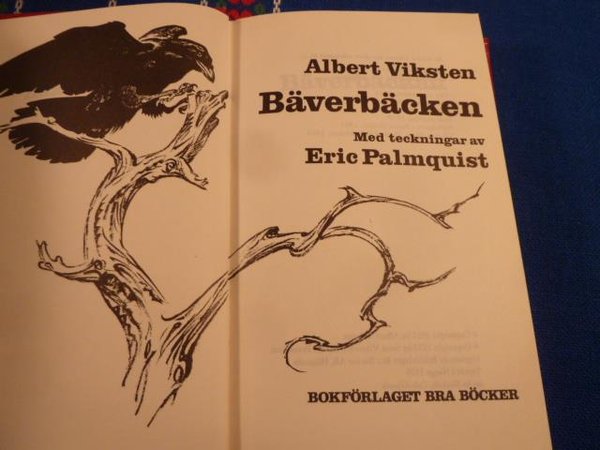 Albert Viksten
Bäverbäcken
Med teckningar av
Eric Palmquist
BOKFÖRLAGET BRA BÖCKER